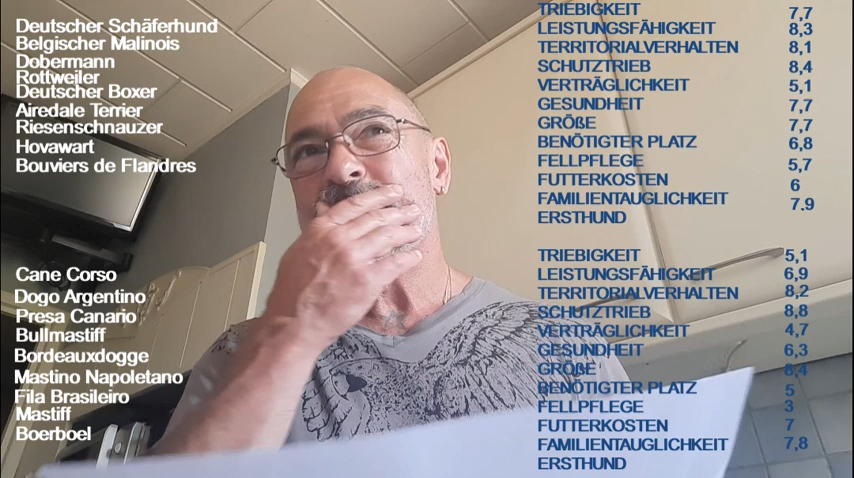 Deutscher Schäferhund
Belgischer Malinois
Dobermann
Rottweiler
Deutscher Boxer
Airedale Terrier
Riesenschnauzer
Hovawart
Bouviers de Flandres
TRIEBIGKEIT 7,7
LEISTUNGSFÄHIGKEIT 8,3
TERRITORIALVERHALTEN 8,1
SCHUTZTRIEB 8,4
VERTRÄGLICHKEIT 5,1
GESUNDHEIT 7,7
GRÖßE 7,7
BENÖTIGTER PLATZ 6,8
FELLPFLEGE 5,7
FUTTERKOSTEN 6
FAMILIENTAUGLICHKEIT 7.9
ERSTHUND
Cane Corso
Dogo Argentino
Presa Canario
Bullmastiff
Bordeauxdogge
Mastino Napoletano
Fila Brasileiro
Mastiff
Boerboel
TRIEBIGKEIT 5,1
LEISTUNGSFÄHIGKEIT 6,9
TERRITORIALVERHALTEN 8,2
SCHUTZTRIEB 8,8
VERTRÄGLICHKEIT 4,7
GESUNDHEIT 6,3
GRÖßE 8,4
BENÖTIGTER PLATZ 5
FELLPFLEGE 3
FUTTERKOSTEN 7
FAMILIENTAUGLICHKEIT 7,8
ERSTHUND